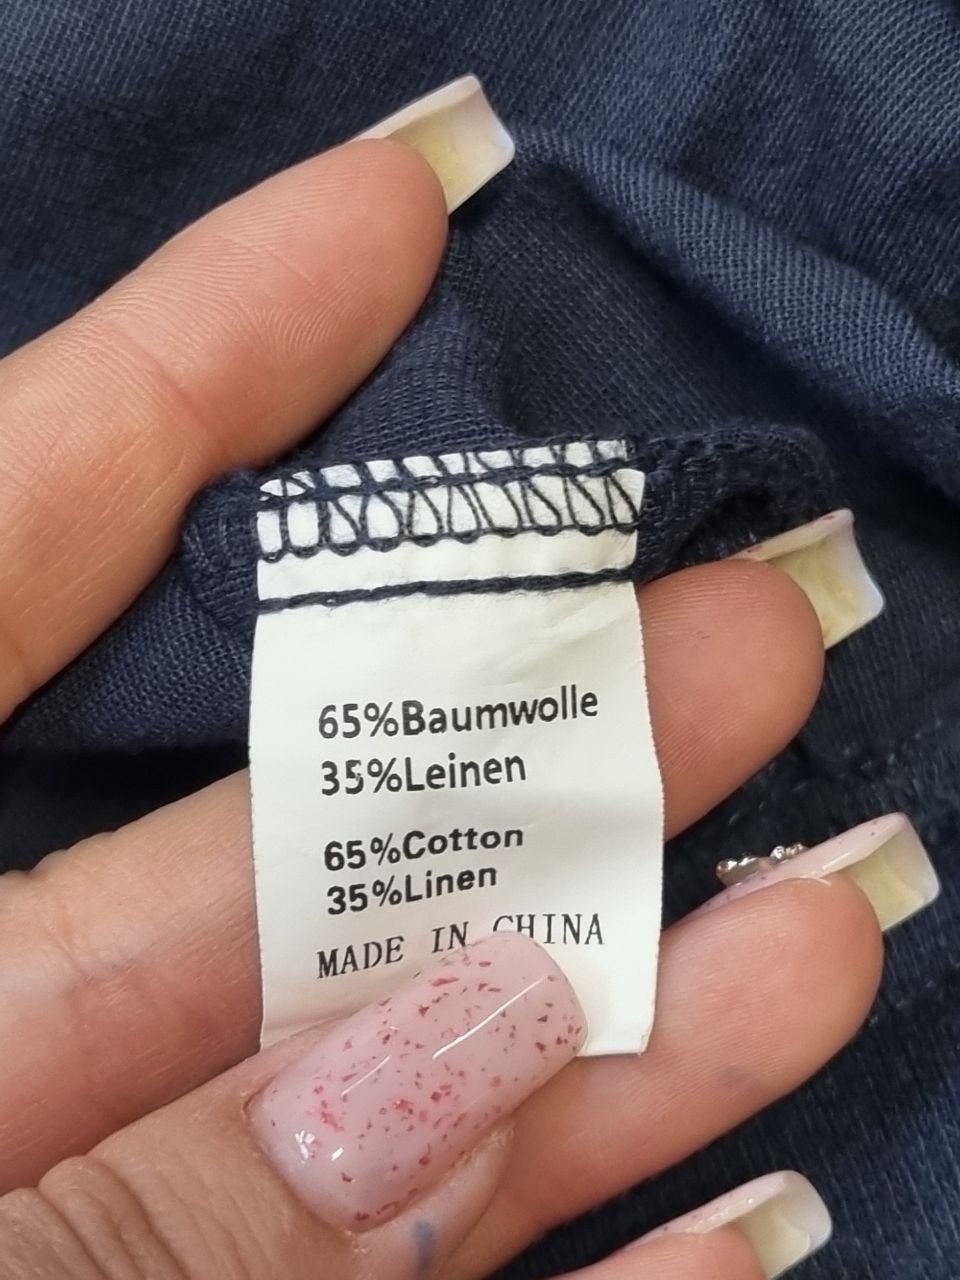 65%Baumwolle
35%Leinen
65%Cotton
35%Linen
MADE IN CHINA